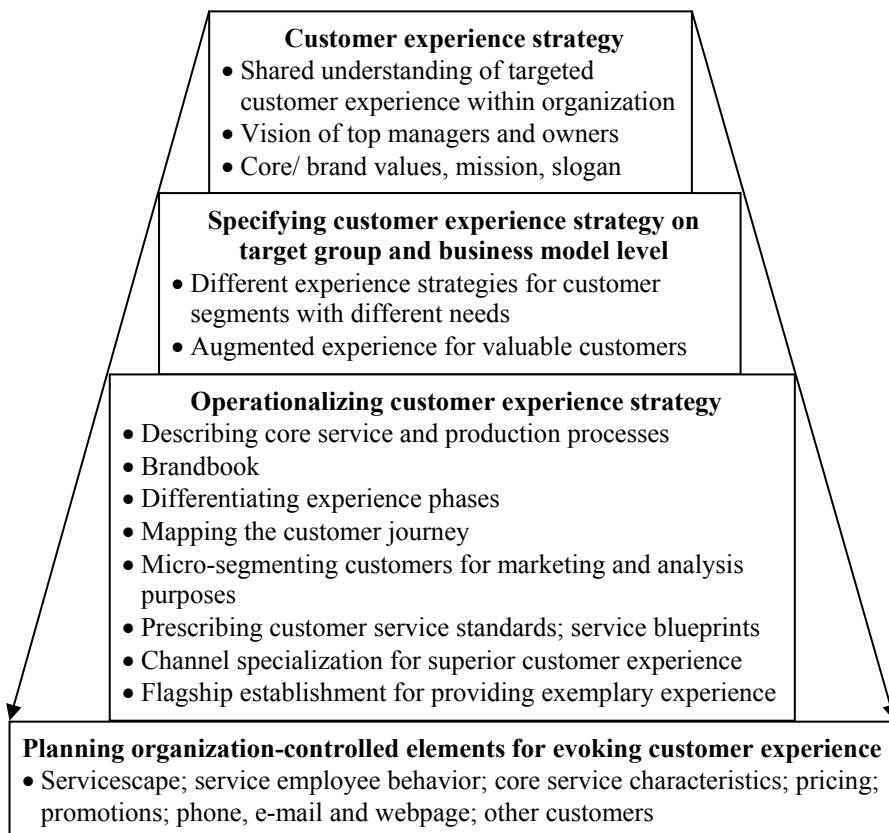 Customer experience strategy
• Shared understanding of targeted
customer experience within organization
• Vision of top managers and owners
• Core/ brand values, mission, slogan
Specifying customer experience strategy on
target group and business model level
• Different experience strategies for customer
segments with different needs
• Augmented experience for valuable customers
Operationalizing customer experience strategy
• Describing core service and production processes
• Brandbook
• Differentiating experience phases
• Mapping the customer journey
• Micro-segmenting customers for marketing and analysis
purposes
• Prescribing customer service standards; service blueprints
• Channel specialization for superior customer experience
• Flagship establishment for providing exemplary experience
Planning organization-controlled elements for evoking customer experience
• Servicescape; service employee behavior; core service characteristics; pricing;
promotions; phone, e-mail and webpage; other customers